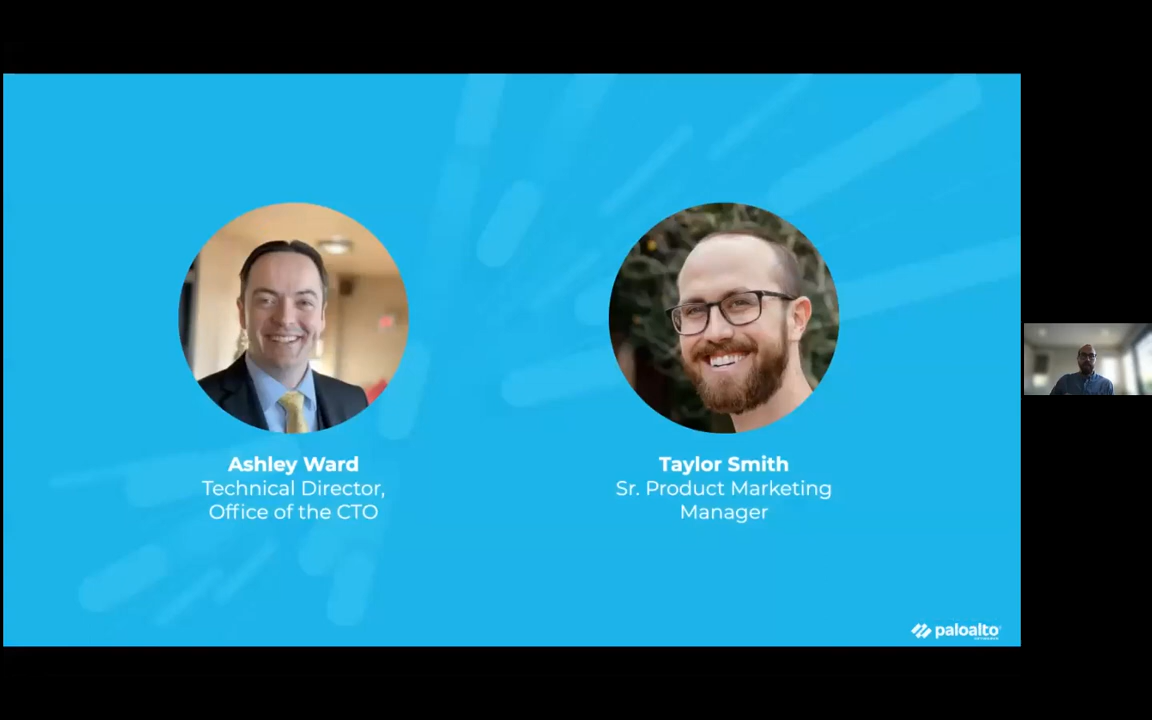 Ashley Ward
Technical Director,
Office of the CTO
Taylor Smith
Sr. Product Marketing
Manager
paloalto